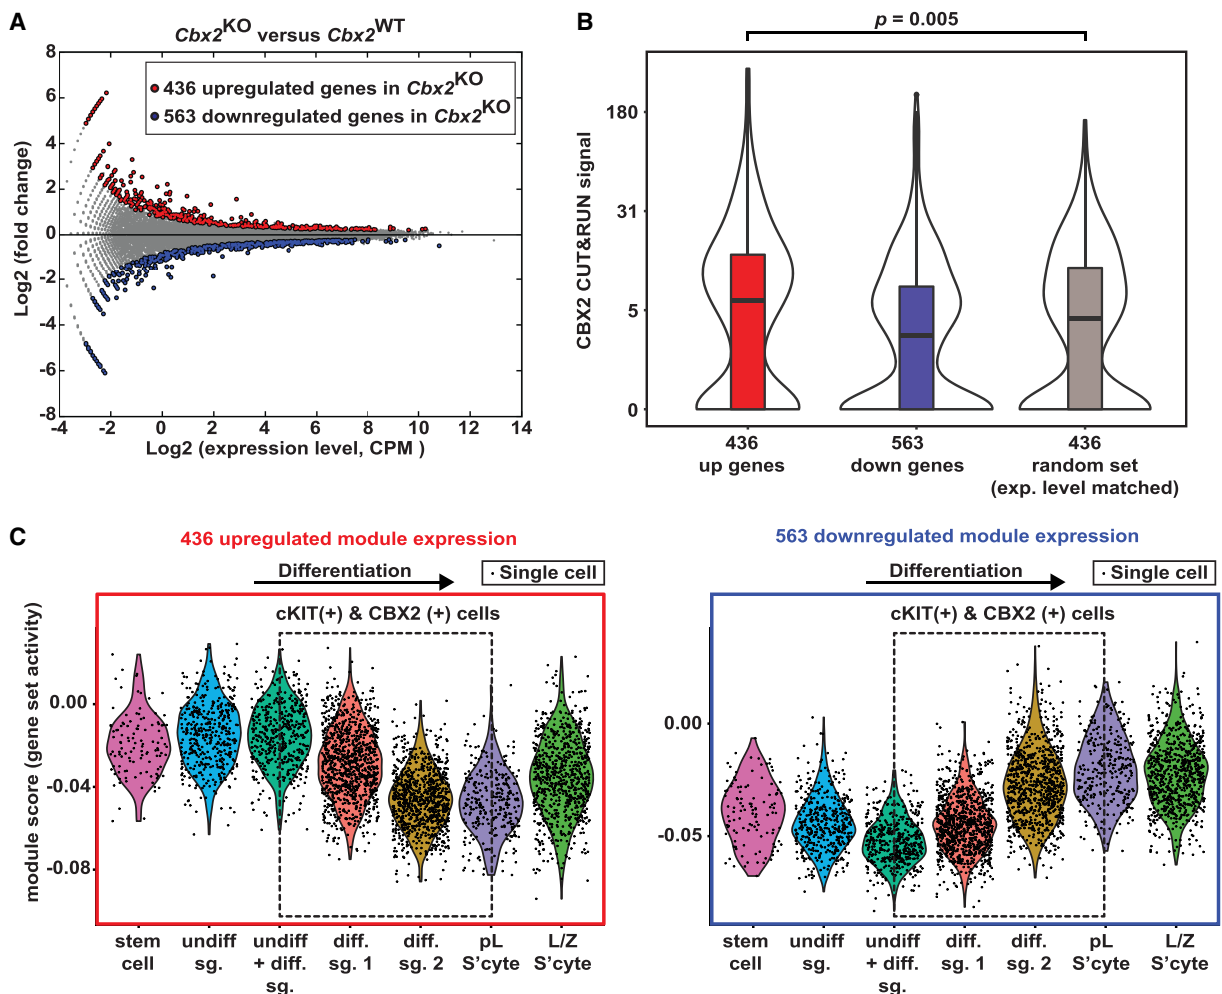 A
Cbx2KO versus Cbx2WT
436 upregulated genes in Cbx2KO
563 downregulated genes in Cbx2KO
Log2 (fold change)
8
6
4
2
0
-2
-4
-6
-8
-4
-2
0
2
4
6
8
10
12
14
Log2 (expression level, CPM )
B
p = 0.005
CBX2 CUT&RUN signal
180
31
5
0
436
up genes
563
down genes
436
random set
(exp. level matched)
C
436 upregulated module expression
Differentiation
Single cell
cKIT(+) & CBX2 (+) cells
module score (gene set activity)
0.00
-0.04
-0.08
stem
cell
undiff
sg.
undiff
+ diff.
sg.
diff.
sg. 1
diff.
sg. 2
pL
S'cyte
L/Z
S'cyte
563 downregulated module expression
Differentiation
Single cell
cKIT(+) & CBX2 (+) cells
0.00
-0.05
stem
cell
undiff
sg.
undiff
+ diff.
sg.
diff.
sg. 1
diff.
sg. 2
pL
S'cyte
L/Z
S'cyte